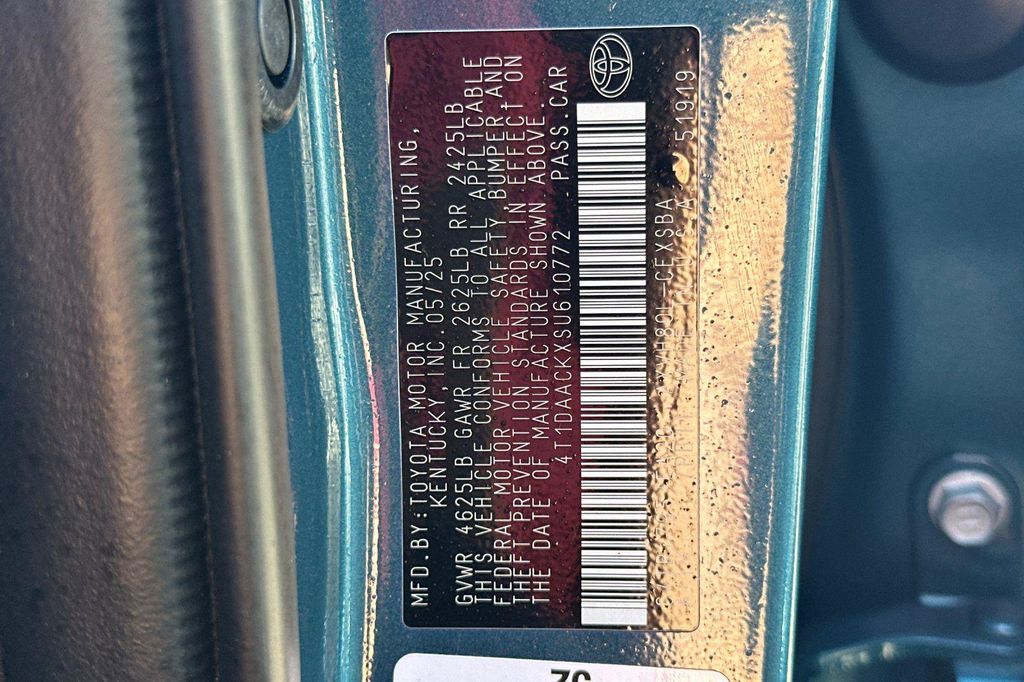 MFD.BY:TOYOTA MOTOR MANUFACTURING,
KENTUCKY, INC. 05/25
GVWR 4625LB GAWR FR 2625LB RR 2425LB
THIS VEHICLE CONFORMS TO ALL APPLICABLE
FEDERAL MOTOR VEHICLE SAFETY, BUMPER, AND
THEFT PREVENTION STANDARDS IN EFFECT ON
THE DATE OF MANUFACTURE SHOWN ABOVE.
4T1DAACKXSU610772 PASS.CAR
CEXSBA
51919